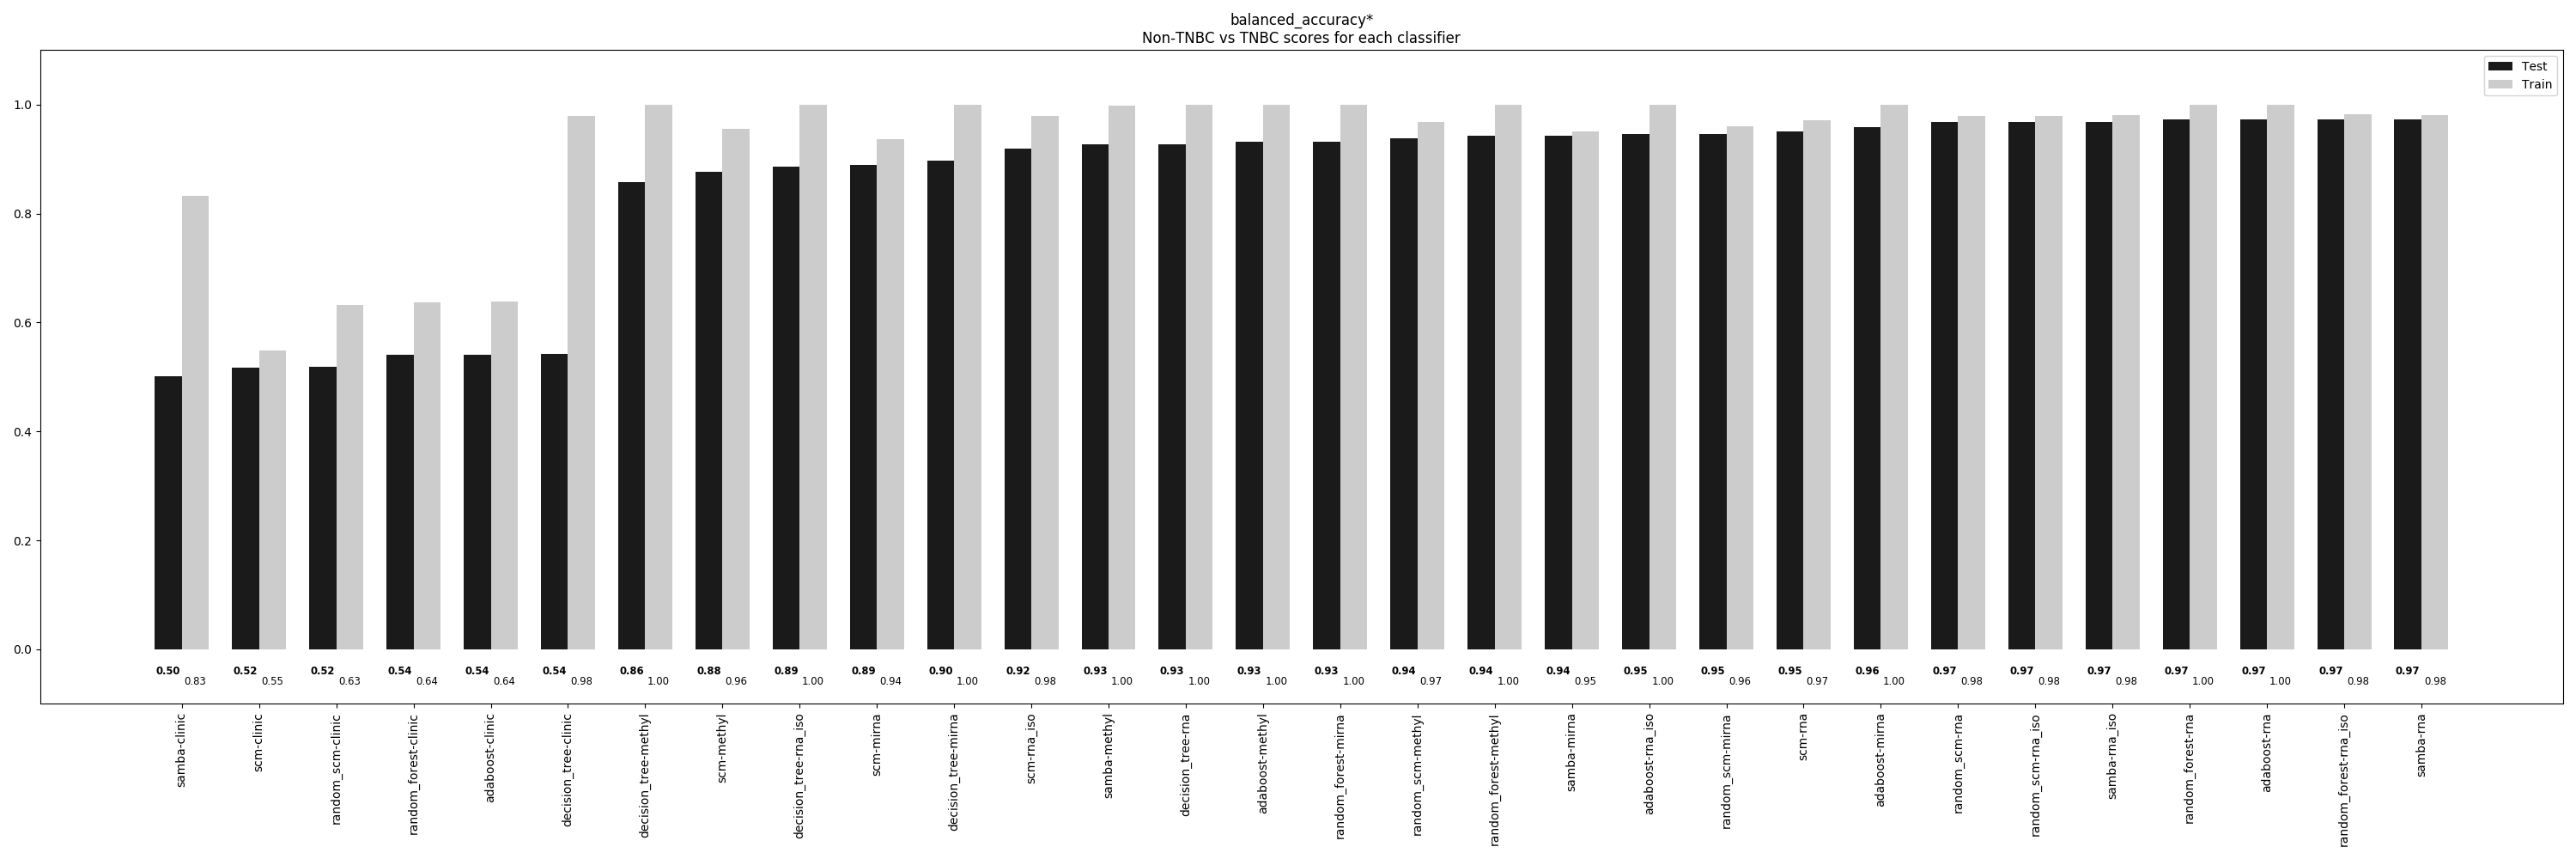 balanced_accuracy*
Non-TNBC vs TNBC scores for each classifier
Test
Train
1.0
0.8
0.6
0.4
0.2
0.0
0.50 0.52 0.52 0.54 0.54 0.54 0.86 0.88 0.89 0.89 0.90 0.92 0.93 0.93 0.93 0.93 0.94 0.94 0.94 0.95 0.95 0.95 0.96 0.97 0.97 0.97 0.97 0.97 0.97 0.97
0.83 0.55 0.63 0.64 0.64 0.98 1.00 0.96 1.00 0.94 1.00 0.98 1.00 1.00 1.00 1.00 0.97 1.00 0.95 1.00 0.96 0.97 1.00 0.98 0.98 0.98 1.00 1.00 0.98 0.98
samba-clinic
scm-clinic
random_scm-clinic
random_forest-clinic
adaboost-clinic
decision_tree-clinic
decision_tree-methyl
scm-methyl
decision_tree-rna_iso
scm-mirna
decision_tree-mirna
scm-rna_iso
samba-methyl
decision_tree-rna
adaboost-methyl
random_forest-mirna
random_scm-methyl
random_forest-methyl
samba-mirna
adaboost-rna_iso
random_scm-mirna
scm-rna
adaboost-mirna
random_scm-rna
random_scm-rna_iso
samba-rna_iso
random_forest-rna
adaboost-rna
random_forest-rna_iso
samba-rna